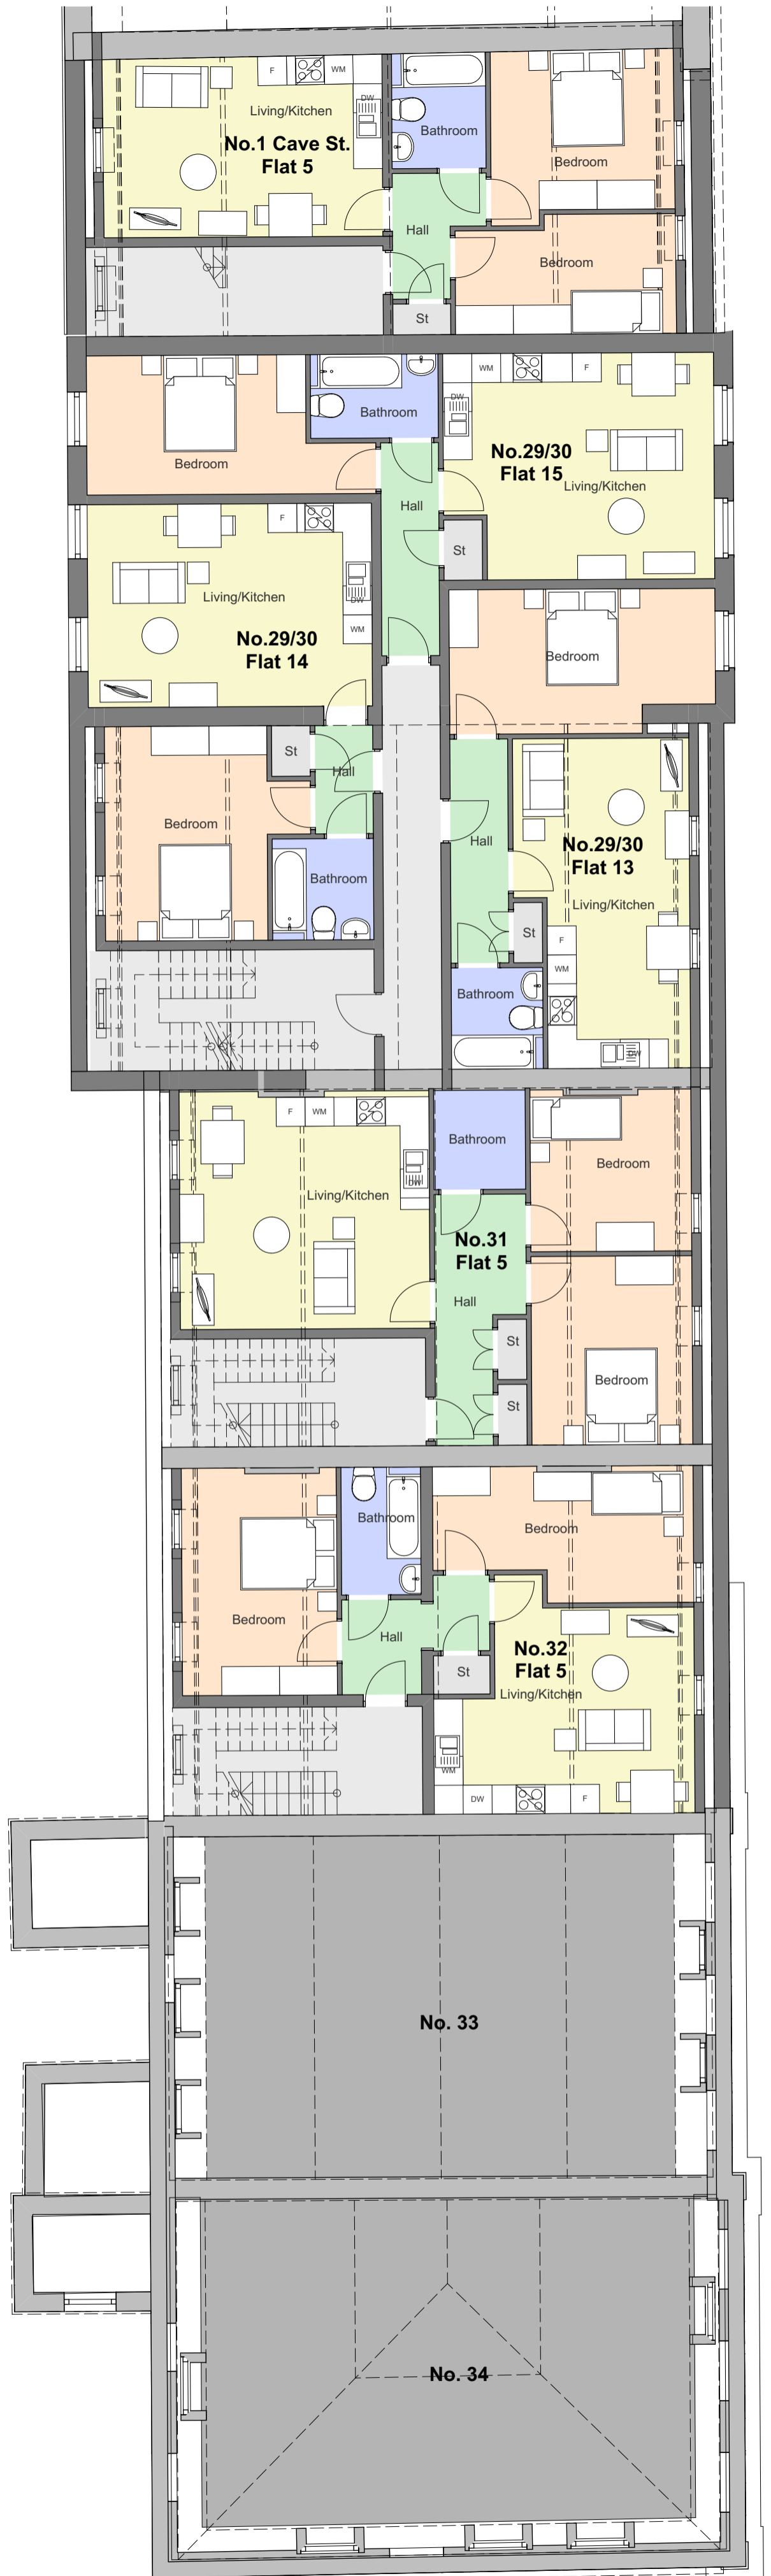 F
WM
DW
Living/Kitchen
No.1 Cave St.
Flat 5
Bathroom
Bedroom
Hall
Bedroom
St
Bedroom
Bathroom
WM
F
DW
No.29/30
Flat 15
Living/Kitchen
Hall
St
F
Living/Kitchen
DW
WM
No.29/30
Flat 14
Bedroom
St
Hall
Bedroom
Bathroom
Hall
No.29/30
Flat 13
Living/Kitchen
St
F
WM
Bathroom
DW
F
WM
DW
Living/Kitchen
Bathroom
Bedroom
No.31
Flat 5
Hall
St
Bedroom
St
Bathroom
Bedroom
Bedroom
Hall
No.32
Flat 5
St
Living/Kitchen
WM
DW
F
No. 33
No. 34